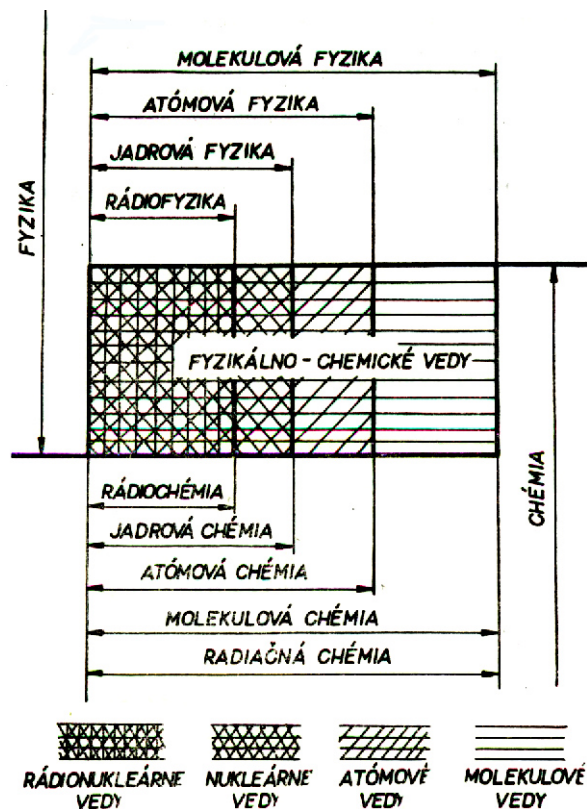 MOLEKULOVÁ FYZIKA
ATÓMOVÁ FYZIKA
JADROVÁ FYZIKA
RÁDIOFYZIKA
FYZIKA
FYZIKÁLNO - CHEMICKÉ VEDY
CHÉMIA
RÁDIOCHÉMIA
JADROVÁ CHÉMIA
ATÓMOVÁ CHÉMIA
MOLEKULOVÁ CHÉMIA
RADIAČNÁ CHÉMIA
RÁDIONUKLEÁRNE
VEDY
NUKLEÁRNE
VEDY
ATÓMOVÉ
VEDY
MOLEKULOVÉ
VEDY